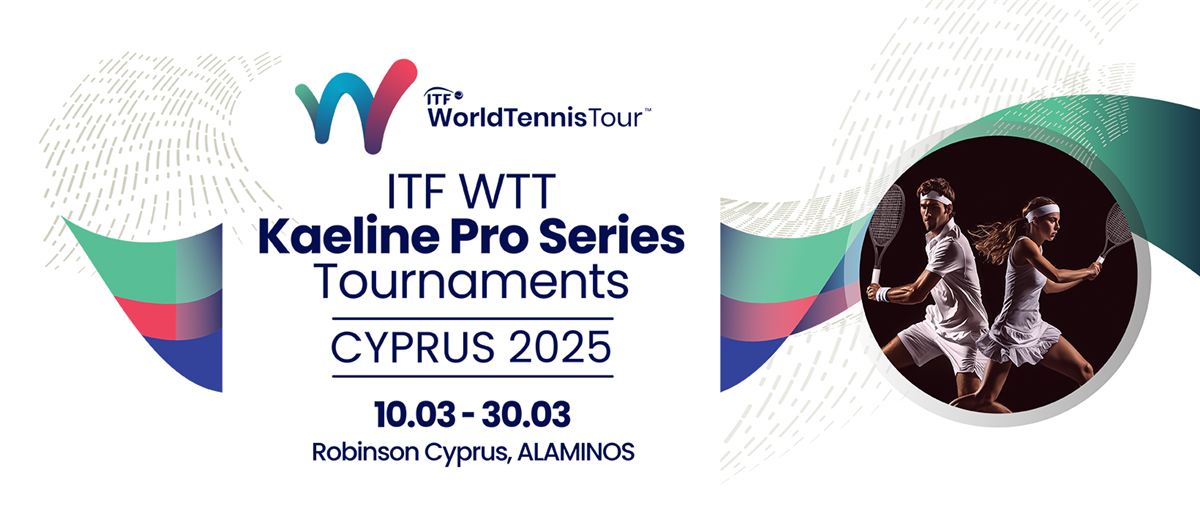 ITF
WorldTennisTour™
ITF WTT
Kaeline Pro Series
Tournaments
CYPRUS 2025
10.03 - 30.03
Robinson Cyprus, ALAMINOS